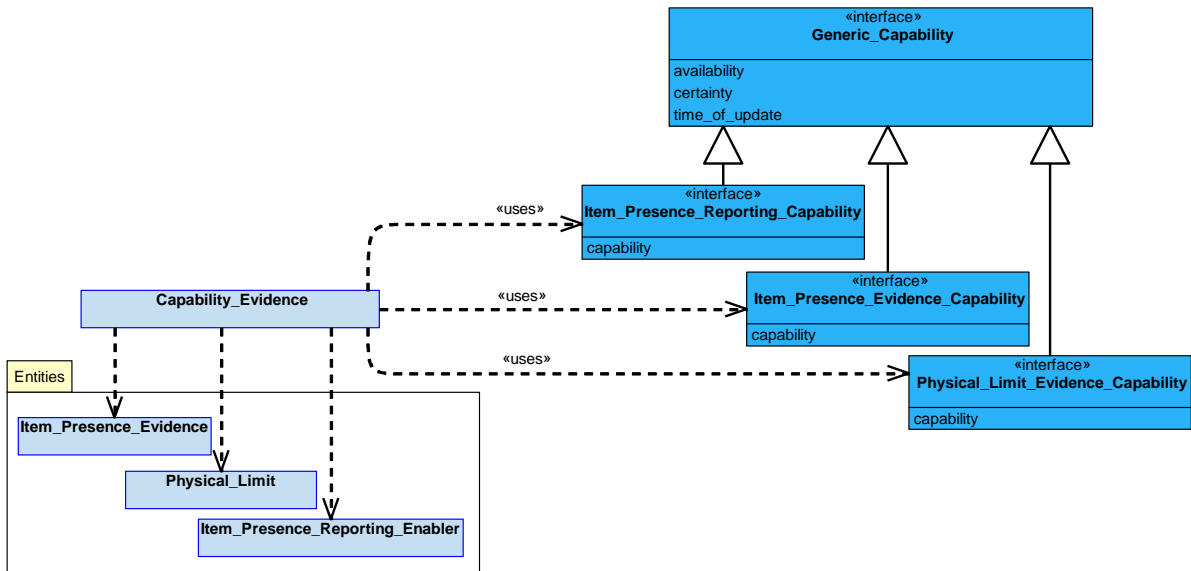 «interface»
Generic_Capability
availability
certainty
time_of_update
«interface»
Item_Presence_Reporting_Capability
capability
«uses»
«interface»
Item_Presence_Evidence_Capability
capability
«uses»
Capability_Evidence
«interface»
Physical_Limit_Evidence_Capability
capability
«uses»
Entities
Item_Presence_Evidence
Physical_Limit
Item_Presence_Reporting_Enabler